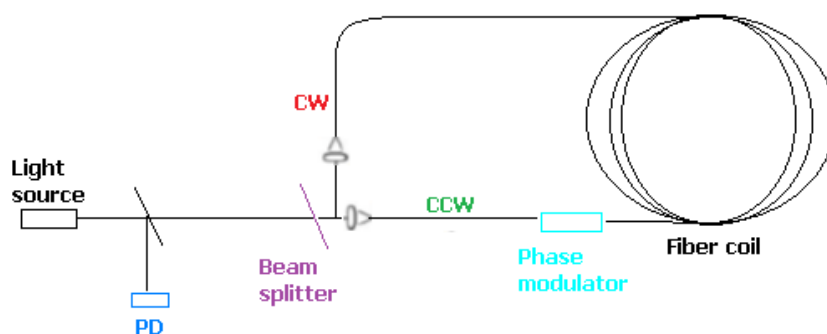 CW
Light
source
CCW
Fiber coil
Beam
splitter
Phase
modulator
PD